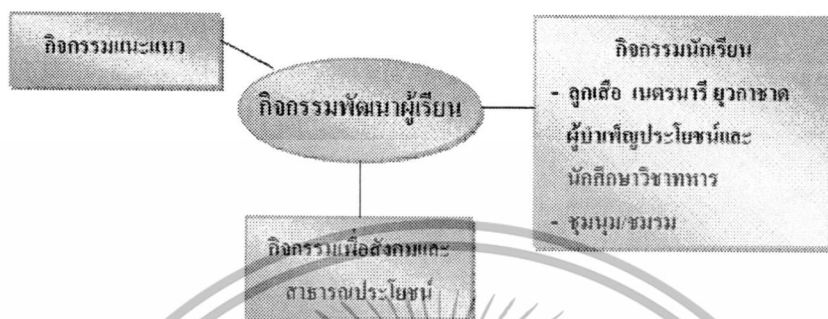 กิจกรรมแนะแนว
กิจกรรมพัฒนาผู้เรียน
กิจกรรมนักเรียน
- ลูกเสือ เนตรนารี ยุวกาชาด
ผู้บำเพ็ญประโยชน์และ
นักศึกษาวิชาทหาร
- ชุมนุม/ชมรม
กิจกรรมเพื่อสังคมและ
สาธารณประโยชน์